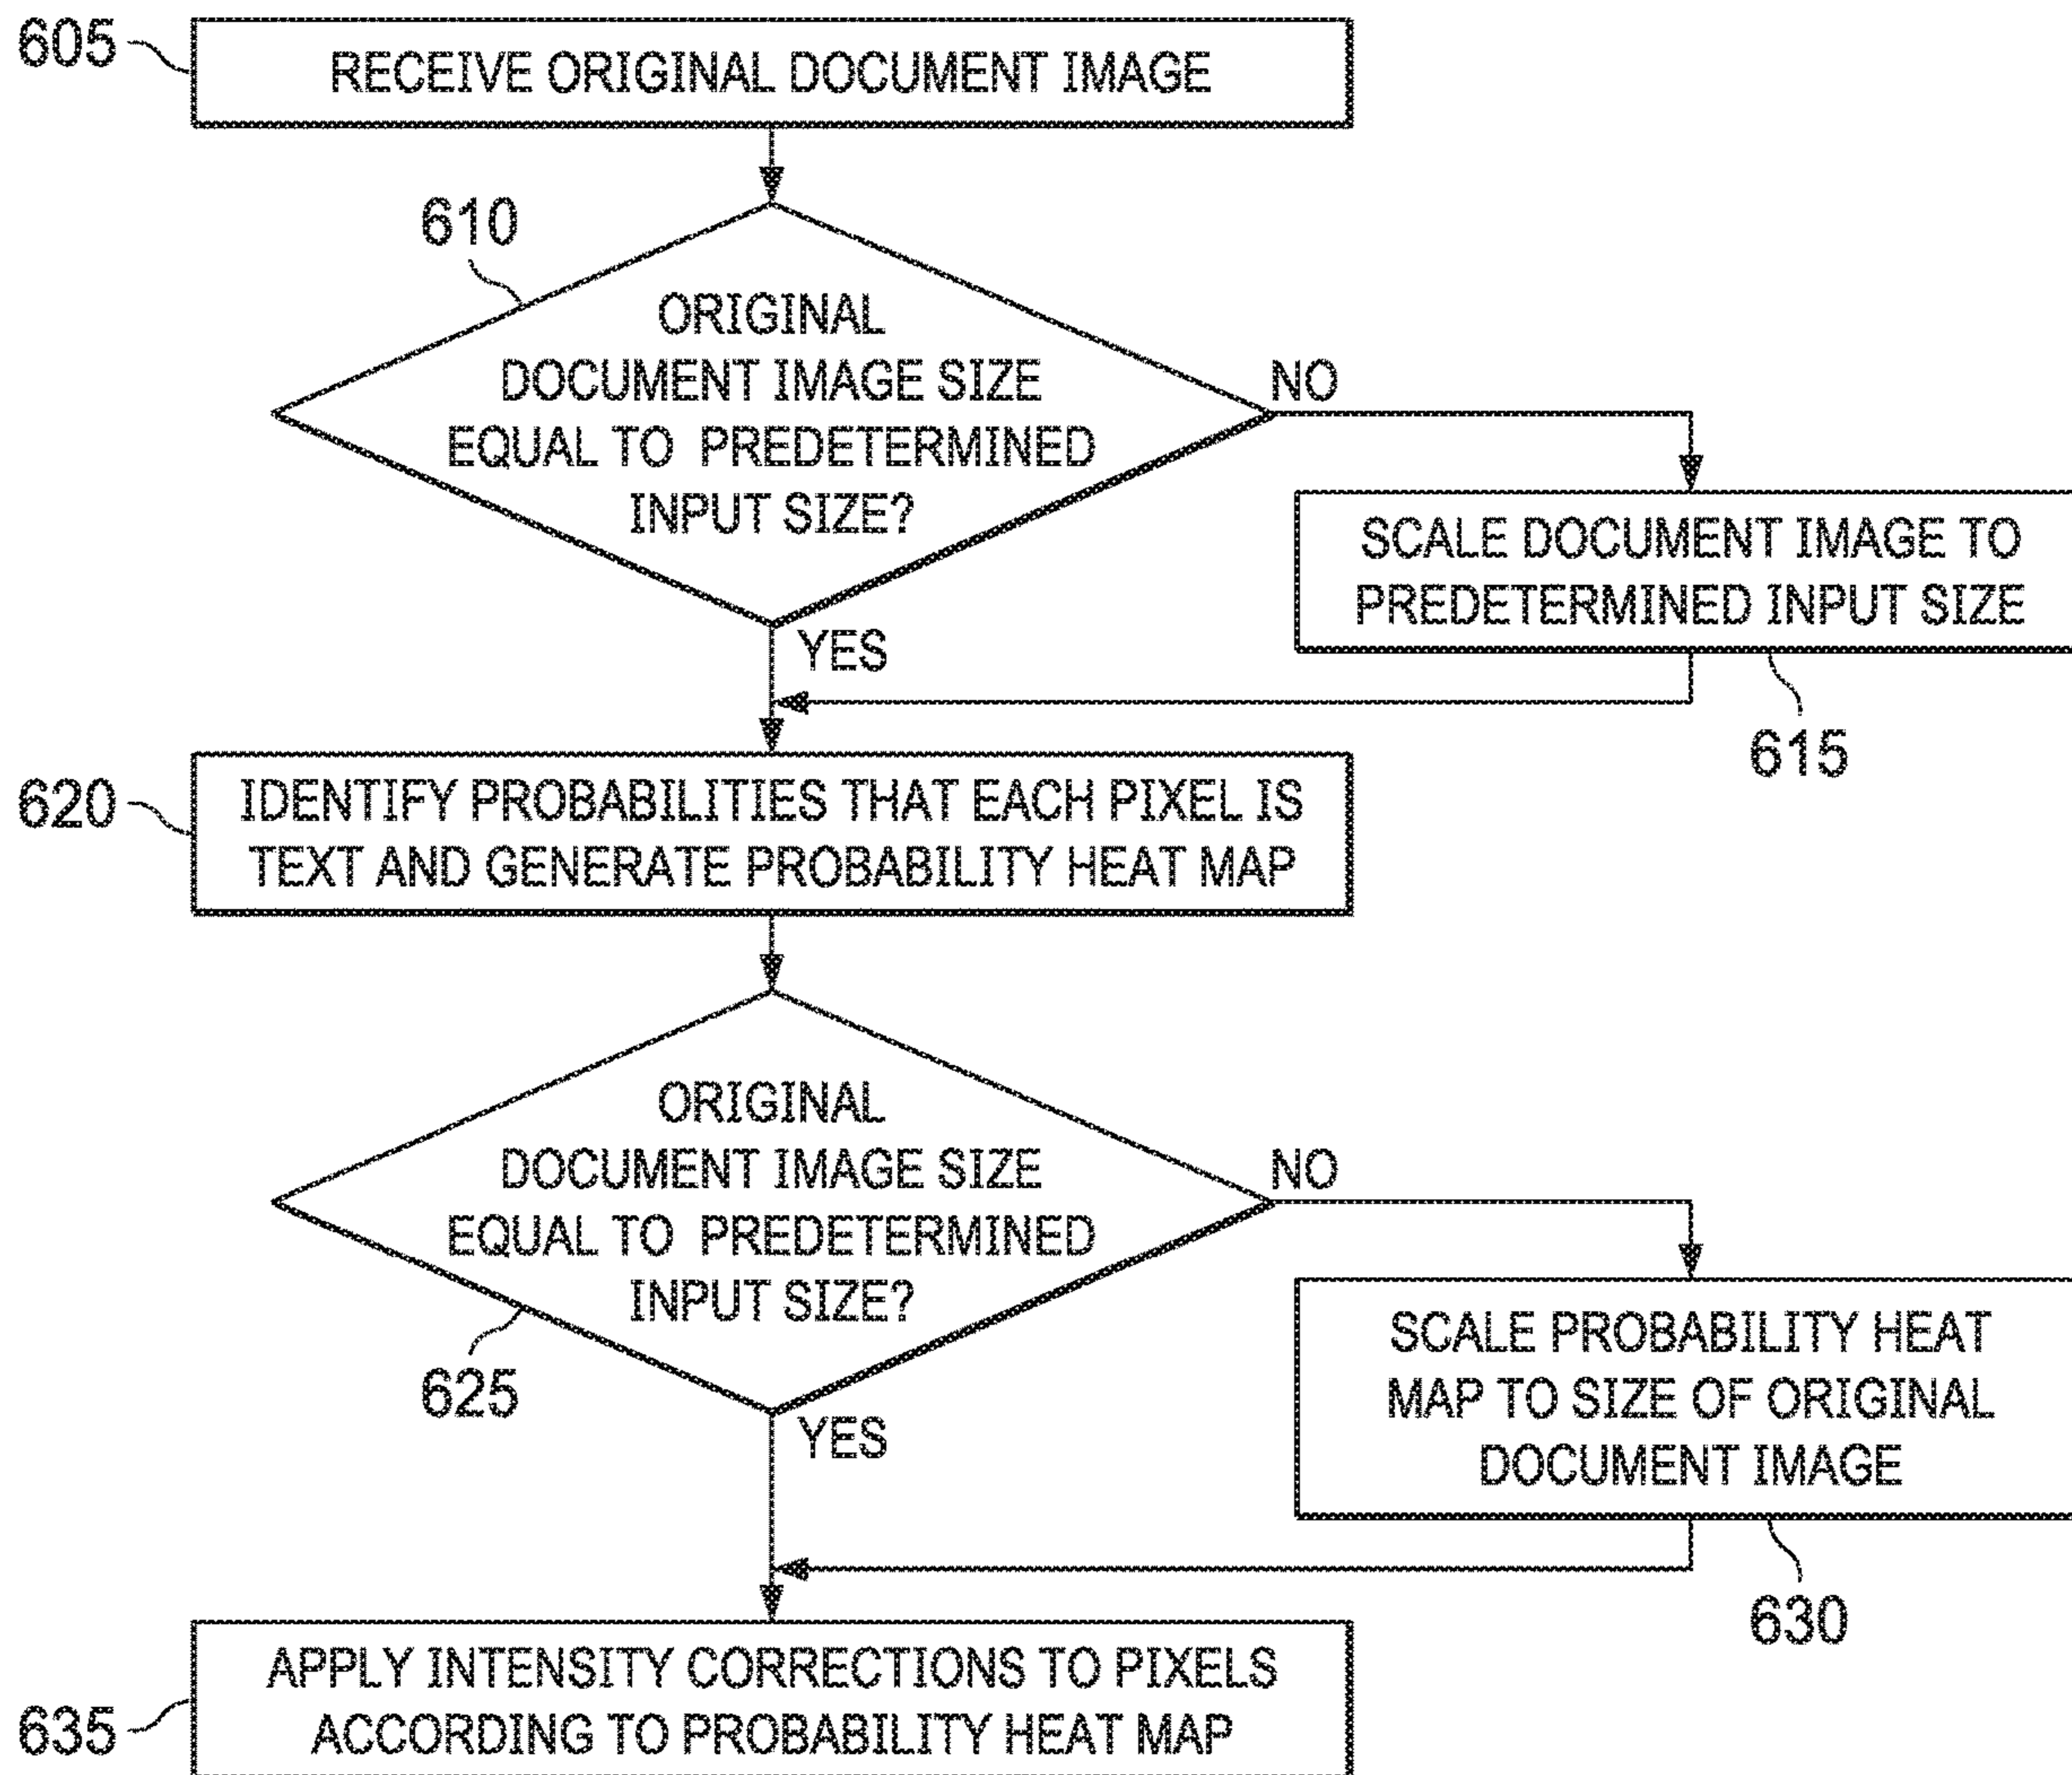 605
RECEIVE ORIGINAL DOCUMENT IMAGE
610
ORIGINAL
DOCUMENT IMAGE SIZE
EQUAL TO PREDETERMINED
INPUT SIZE?
NO
YES
SCALE DOCUMENT IMAGE TO
PREDETERMINED INPUT SIZE
615
620
IDENTIFY PROBABILITIES THAT EACH PIXEL IS
TEXT AND GENERATE PROBABILITY HEAT MAP
ORIGINAL
DOCUMENT IMAGE SIZE
EQUAL TO PREDETERMINED
INPUT SIZE?
625
NO
YES
SCALE PROBABILITY HEAT
MAP TO SIZE OF ORIGINAL
DOCUMENT IMAGE
630
635
APPLY INTENSITY CORRECTIONS TO PIXELS
ACCORDING TO PROBABILITY HEAT MAP